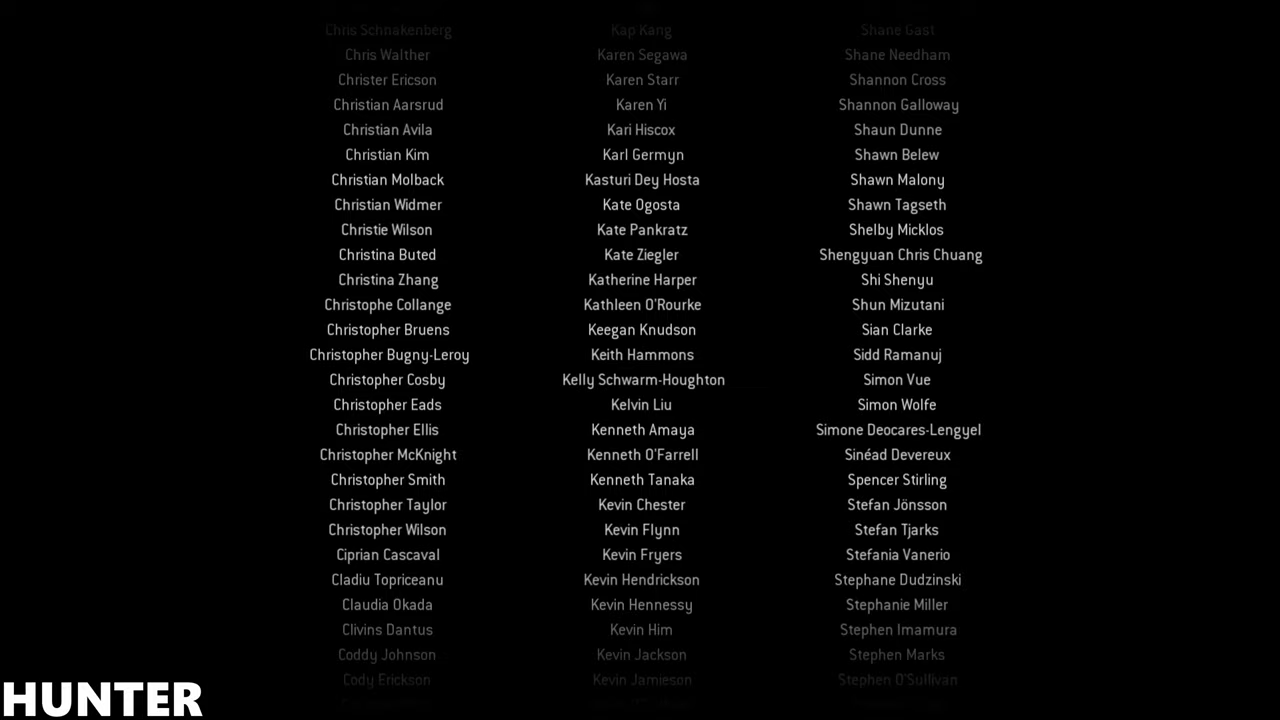 Chris Schnakenberg
Chris Walther
Christer Ericson
Christian Aarsrud
Christian Avila
Christian Kim
Christian Molback
Christian Widmer
Christie Wilson
Christina Buted
Christina Zhang
Christophe Collange
Christopher Bruens
Christopher Bugny-Leroy
Christopher Cosby
Christopher Eads
Christopher Ellis
Christopher McKnight
Christopher Smith
Christopher Taylor
Christopher Wilson
Ciprian Cascaval
Cladiu Topriceanu
Claudia Okada
Clivins Dantus
Coddy Johnson
Cody Erickson
Kap Kang
Karen Segawa
Karen Starr
Karen Yi
Kari Hiscox
Karl Germyn
Kasturi Dey Hosta
Kate Ogosta
Kate Pankratz
Kate Ziegler
Katherine Harper
Kathleen O'Rourke
Keegan Knudson
Keith Hammons
Kelly Schwarm-Houghton
Kelvin Liu
Kenneth Amaya
Kenneth O'Farrell
Kenneth Tanaka
Kevin Chester
Kevin Flynn
Kevin Fryers
Kevin Hendrickson
Kevin Hennessy
Kevin Him
Kevin Jackson
Kevin Jamieson
Shane Gast
Shane Needham
Shannon Cross
Shannon Galloway
Shaun Dunne
Shawn Belew
Shawn Malony
Shawn Tagseth
Shelby Micklos
Shengyuan Chris Chuang
Shi Shenyu
Shun Mizutani
Sian Clarke
Sidd Ramanuj
Simon Vue
Simon Wolfe
Simone Deocares-Lengyel
Sinéad Devereux
Spencer Stirling
Stefan Jönsson
Stefan Tjarks
Stefania Vanerio
Stephane Dudzinski
Stephanie Miller
Stephen Imamura
Stephen Marks
Stephen O'Sullivan
HUNTER